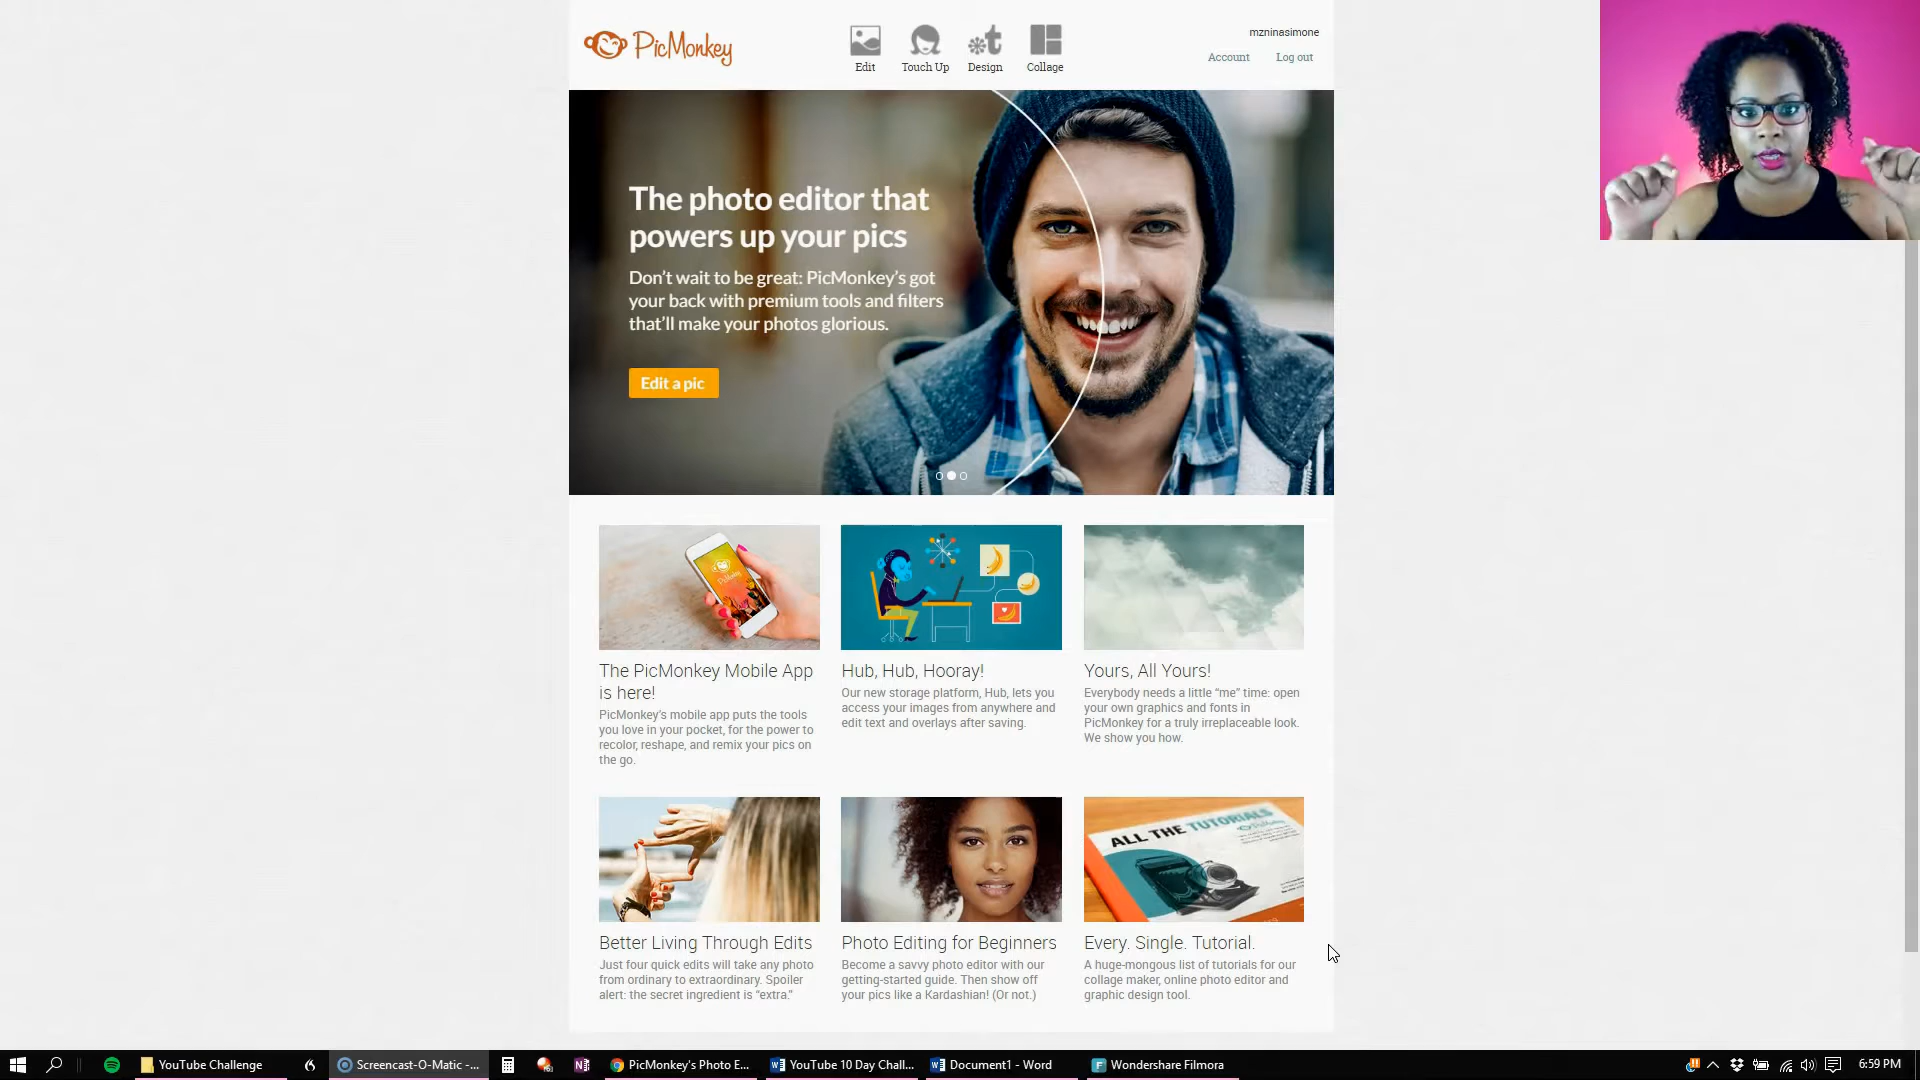 PicMonkey
Edit
Touch Up
Design
Collage
mzninasimone
Account
Log out
The photo editor that
powers up your pics
Don't wait to be great: PicMonkey's got
your back with premium tools and filters
that'll make your photos glorious.
Edit a pic
The PicMonkey Mobile App
is here!
PicMonkey's mobile app puts the tools
you love in your pocket, for the power to
recolor, reshape, and remix your pics on
the go.
Hub, Hub, Hooray!
Our new storage platform, Hub, lets you
access your images from anywhere and
edit text and overlays after saving.
Yours, All Yours!
Everybody needs a little “me” time: open
your own graphics and fonts in
PicMonkey for a truly irreplaceable look.
We show you how.
ALL THE TUTORIALS
Better Living Through Edits
Just four quick edits will take any photo
from ordinary to extraordinary. Spoiler
alert: the secret ingredient is “extra.”
Photo Editing for Beginners
Become a savvy photo editor with our
getting-started guide. Then show off
your pics like a Kardashian! (Or not.)
Every. Single. Tutorial.
A huge-mongous list of tutorials for our
collage maker, online photo editor and
graphic design tool.
YouTube Challenge
Screencast-O-Matic -...
PicMonkey's Photo E...
YouTube 10 Day Chall...
Document1 - Word
Wondershare Filmora
6:59 PM